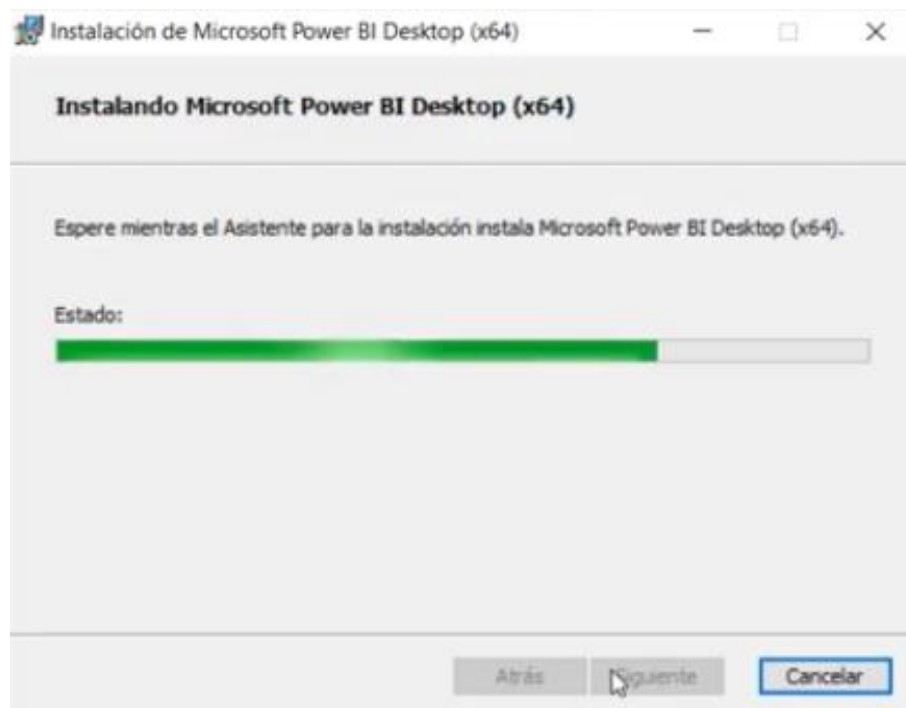 Instalación de Microsoft Power BI Desktop (x64)
Instalando Microsoft Power BI Desktop (x64)
Espere mientras el Asistente para la instalación instala Microsoft Power BI Desktop (x64).
Estado:
Atrás Siguiente Cancelar